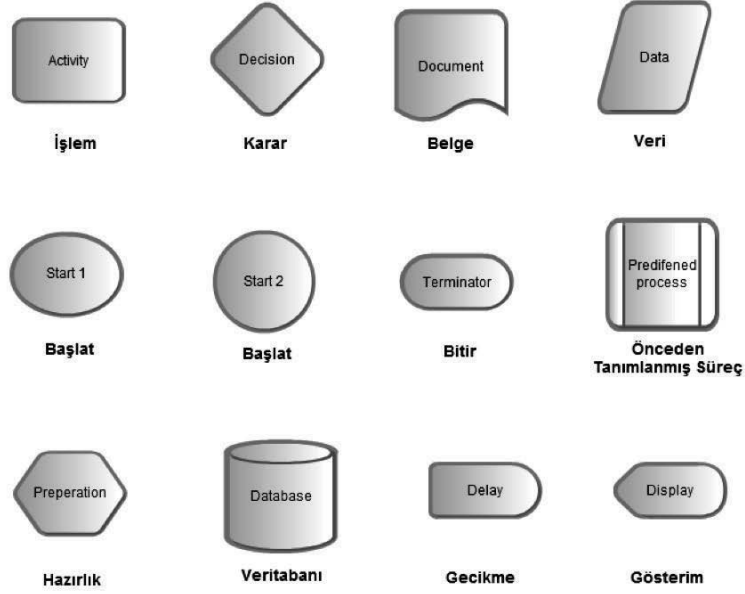 Activity
Decision
Document
Data
İşlem
Karar
Belge
Veri
Start 1
Start 2
Terminator
Predifened
process
Başlat
Başlat
Bitir
Önceden
Tanımlanmış Süreç
Preperation
Database
Delay
Display
Hazırlık
Veritabanı
Gecikme
Gösterim